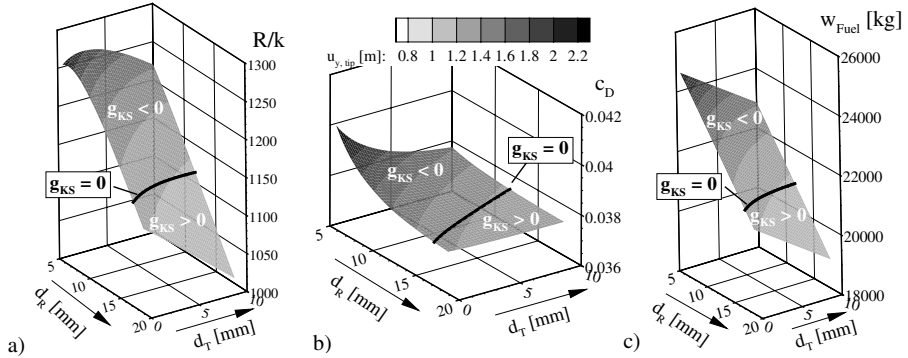 R/k
1300
1250
1200
1150
1100
1050
1000
g_KS < 0
g_KS = 0
g_KS > 0
5
10
15
20
0
5
10
d_R [mm]
d_T [mm]
a)
u_y, tip [m]:
0.8 1 1.2 1.4 1.6 1.8 2 2.2
c_D
0.042
0.04
0.038
0.036
g_KS < 0
g_KS = 0
g_KS > 0
5
10
15
20
0
5
10
d_R [mm]
d_T [mm]
b)
w_Fuel [kg]
26000
24000
22000
20000
18000
g_KS < 0
g_KS = 0
g_KS > 0
5
10
15
20
0
5
10
d_R [mm]
d_T [mm]
c)